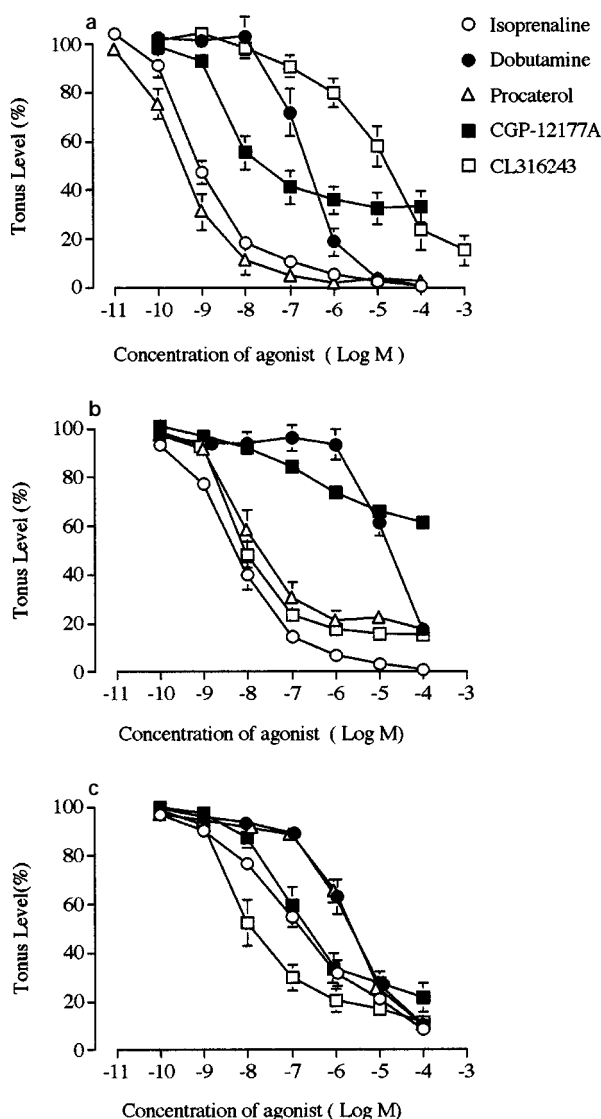 a
Isoprenaline
Dobutamine
Procaterol
CGP-12177A
CL316243
Tonus Level (%)
100
80
60
40
20
0
-11 -10 -9 -8 -7 -6 -5 -4 -3
Concentration of agonist ( Log M )
b
Tonus Level (%)
100
80
60
40
20
0
-11 -10 -9 -8 -7 -6 -5 -4 -3
Concentration of agonist ( Log M)
c
Tonus Level(%)
100
80
60
40
20
0
-11 -10 -9 -8 -7 -6 -5 -4 -3
Concentration of agonist (Log M)